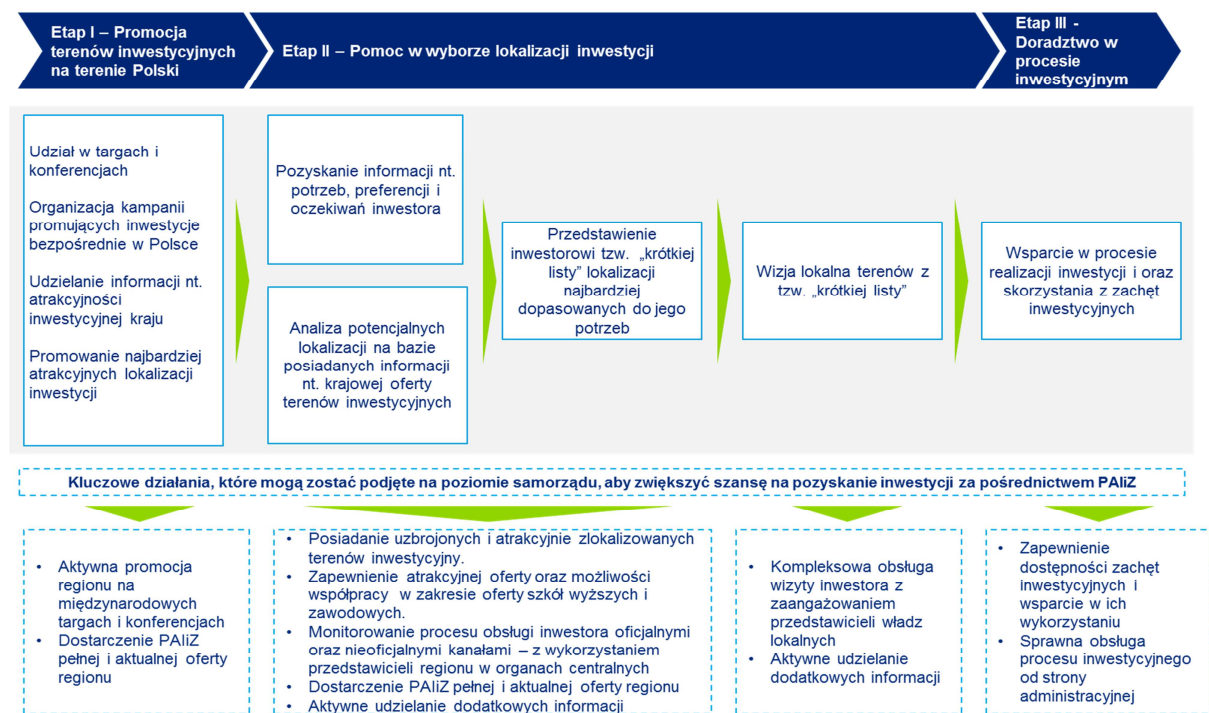 Etap I – Promocja
terenów inwestycyjnych
na terenie Polski
Etap II – Pomoc w wyborze lokalizacji inwestycji
Etap III -
Doradztwo w
procesie
inwestycyjnym
Udział w targach i
konferencjach
Organizacja kampanii
promujących inwestycje
bezpośrednie w Polsce
Udzielanie informacji nt.
atrakcyjności
inwestycyjnej kraju
Promowanie najbardziej
atrakcyjnych lokalizacji
inwestycji
Pozyskanie informacji nt.
potrzeb, preferencji i
oczekiwań inwestora
Analiza potencjalnych
lokalizacji na bazie
posiadanych informacji
nt. krajowej oferty
terenów inwestycyjnych
Przedstawienie
inwestorowi tzw. „krótkiej
listy” lokalizacji
najbardziej
dopasowanych do jego
potrzeb
Wizja lokalna terenów z
tzw. „krótkiej listy”
Wsparcie w procesie
realizacji inwestycji i oraz
skorzystania z zachęt
inwestycyjnych
Kluczowe działania, które mogą zostać podjęte na poziomie samorządu, aby zwiększyć szansę na pozyskanie inwestycji za pośrednictwem PAIiZ
• Aktywna promocja
regionu na
międzynarodowych
targach i konferencjach
• Dostarczenie PAIiZ
pełnej i aktualnej oferty
regionu
• Posiadanie uzbrojonych i atrakcyjnie zlokalizowanych
terenów inwestycyjny.
• Zapewnienie atrakcyjnej oferty oraz możliwości
współpracy w zakresie oferty szkół wyższych i
zawodowych.
• Monitorowanie procesu obsługi inwestora oficjalnymi
oraz nieoficjalnymi kanałami – z wykorzystaniem
przedstawicieli regionu w organach centralnych
• Dostarczenie PAIiZ pełnej i aktualnej oferty regionu
• Aktywne udzielanie dodatkowych informacji
• Kompleksowa obsługa
wizyty inwestora z
zaangażowaniem
przedstawicieli władz
lokalnych
• Aktywne udzielanie
dodatkowych informacji
• Zapewnienie
dostępności zachęt
inwestycyjnych i
wsparcie w ich
wykorzystaniu
• Sprawna obsługa
procesu inwestycyjnego
od strony
administracyjnej